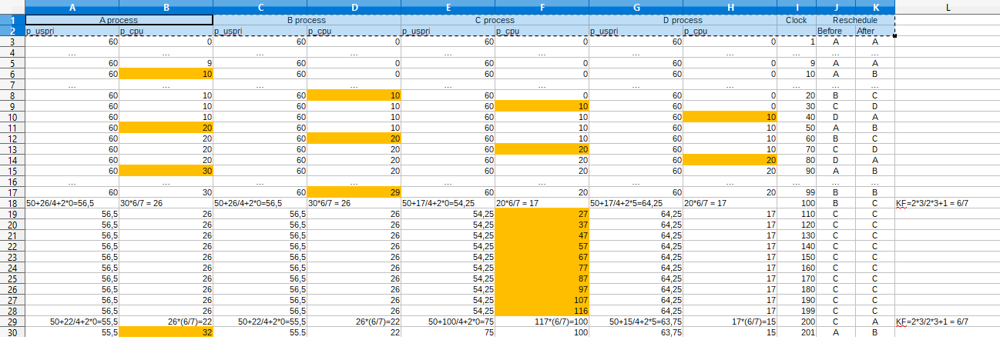 A B C D E F G H I J K L
1 A process B process C process D process Clock Reschedule
2 p_uspri p_cpu p_uspri p_cpu p_uspri p_cpu p_uspri p_cpu Before After
3 60 0 60 0 60 0 60 0 1 A A
4 ... ... ... ... ... ... ... ... ... ... ...
5 60 9 60 0 60 0 60 0 9 A A
6 60 10 60 0 60 0 60 0 10 A B
7 ... ... ... ... ... ... ... ... ... ... ...
8 60 10 60 10 60 0 60 0 20 B C
9 60 10 60 10 60 10 60 0 30 C D
10 60 10 60 10 60 10 60 10 40 D A
11 60 20 60 10 60 10 60 10 50 A B
12 60 20 60 20 60 10 60 10 60 B C
13 60 20 60 20 60 20 60 10 70 C D
14 60 20 60 20 60 20 60 20 80 D A
15 60 30 60 20 60 20 60 20 90 A B
16 ... ... ... ... ... ... ... ... ... ... ...
17 60 30 60 29 60 20 60 20 99 B B
18 50+26/4+2*0=56,5 30*6/7 = 26 50+26/4+2*0=56,5 30*6/7 = 26 50+17/4+2*0=54,25 20*6/7 = 17 50+17/4+2*5=64,25 20*6/7 = 17 100 B C KF=2*3/2*3+1 = 6/7
19 56,5 26 56,5 26 54,25 27 64,25 17 110 C C
20 56,5 26 56,5 26 54,25 37 64,25 17 120 C C
21 56,5 26 56,5 26 54,25 47 64,25 17 130 C C
22 56,5 26 56,5 26 54,25 57 64,25 17 140 C C
23 56,5 26 56,5 26 54,25 67 64,25 17 150 C C
24 56,5 26 56,5 26 54,25 77 64,25 17 160 C C
25 56,5 26 56,5 26 54,25 87 64,25 17 170 C C
26 56,5 26 56,5 26 54,25 97 64,25 17 180 C C
27 56,5 26 56,5 26 54,25 107 64,25 17 190 C C
28 56,5 26 56,5 26 54,25 116 64,25 17 199 C C
29 50+22/4+2*0=55,5 26*(6/7)=22 50+22/4+2*0=55,5 26*(6/7)=22 50+100/4+2*0=75 117*(6/7)=100 50+15/4+2*5=63,75 17*(6/7)=15 200 C A KF=2*3/2*3+1 = 6/7
30 55,5 32 55.5 22 75 100 63,75 15 201 A B